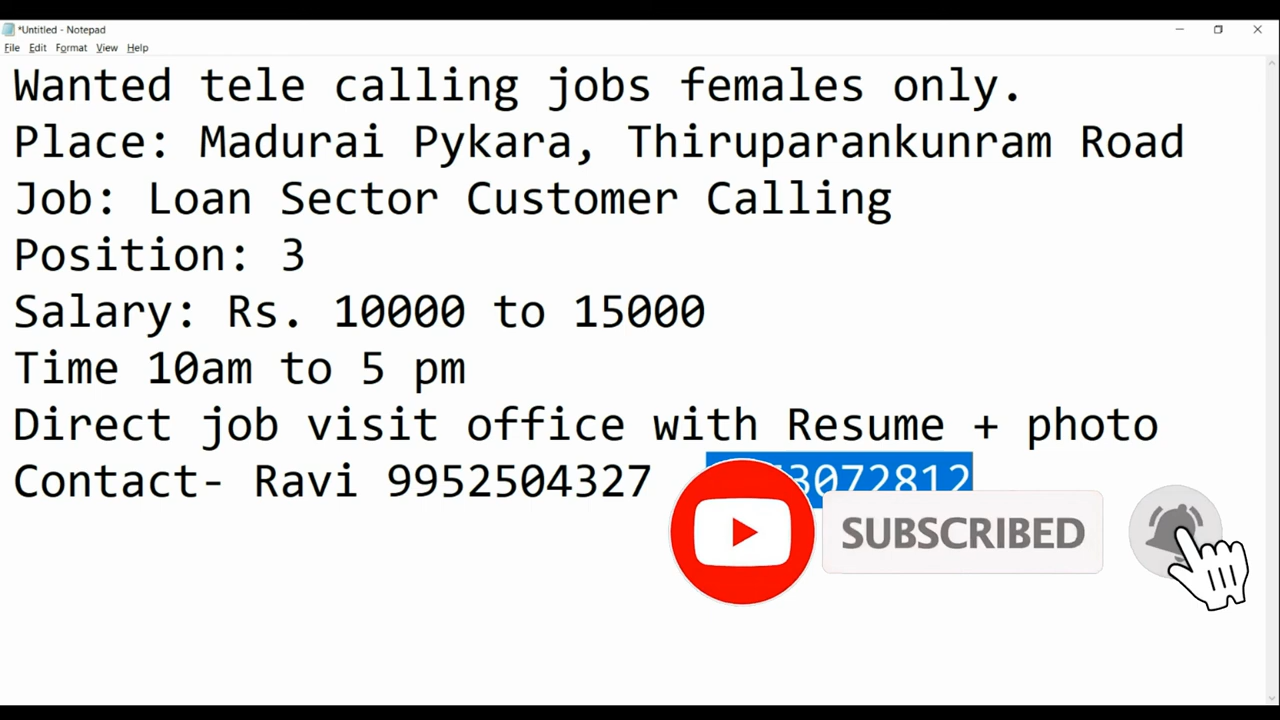 *Untitled - Notepad
File Edit Format View Help
Wanted tele calling jobs females only.
Place: Madurai Pykara, Thiruparankunram Road
Job: Loan Sector Customer Calling
Position: 3
Salary: Rs. 10000 to 15000
Time 10am to 5 pm
Direct job visit office with Resume + photo
Contact- Ravi 9952504327
SUBSCRIBED